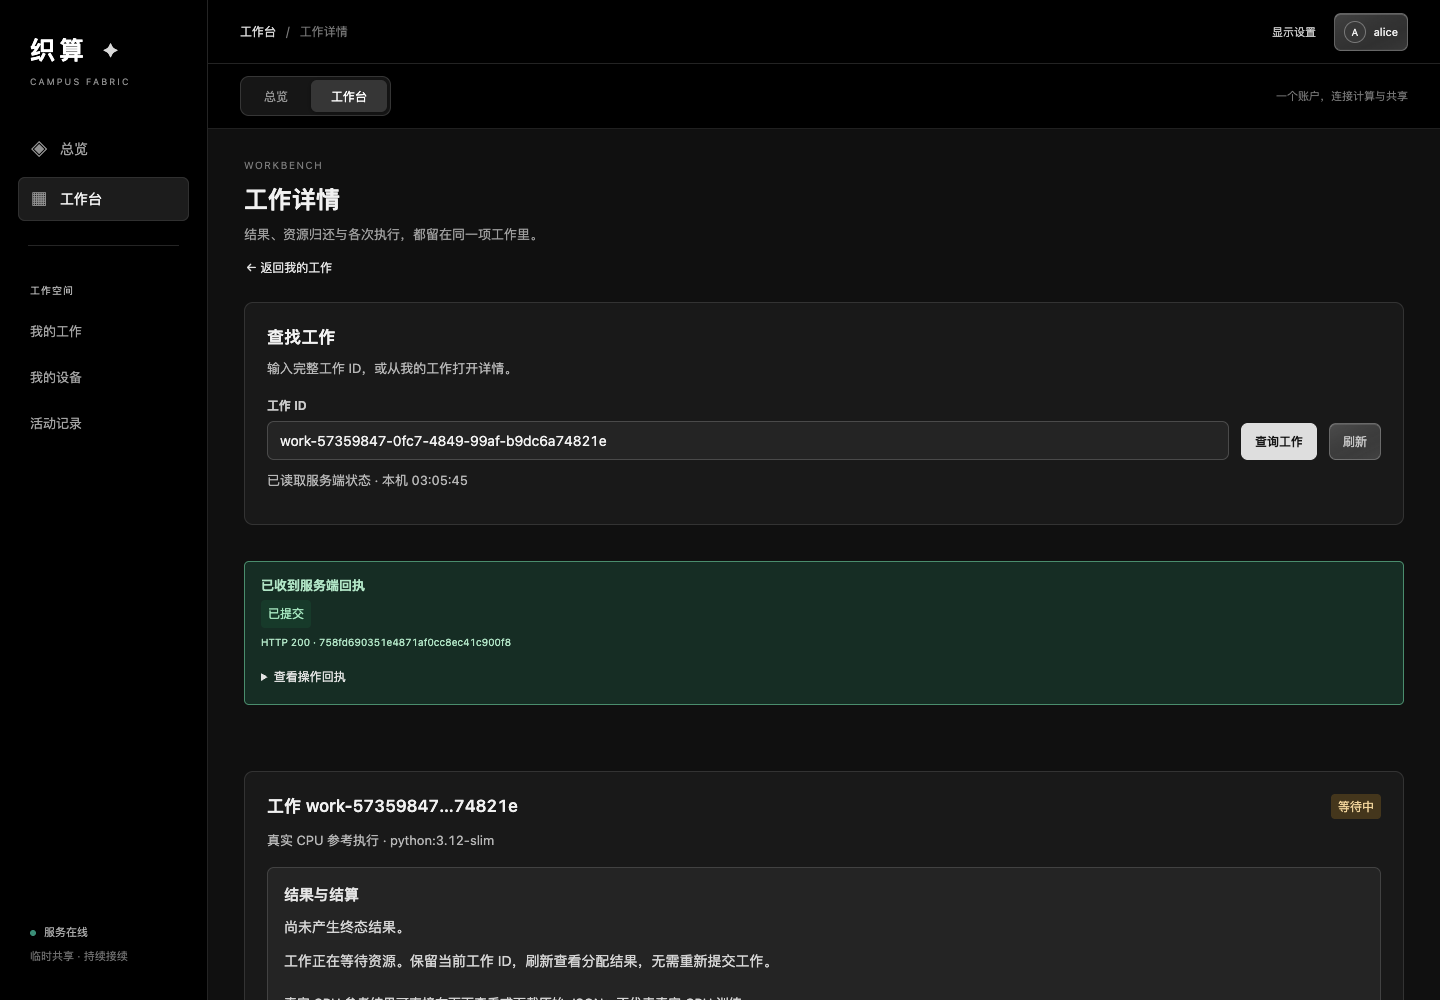 织算
CAMPUS FABRIC
总览
工作台
工作空间
我的工作
我的设备
活动记录
服务在线
临时共享 · 持续接续
工作台 / 工作详情
显示设置
A alice
总览 工作台
一个账户，连接计算与共享
WORKBENCH
工作详情
结果、资源归还与各次执行，都留在同一项工作里。
← 返回我的工作
查找工作
输入完整工作 ID，或从我的工作打开详情。
工作 ID
work-57359847-0fc7-4849-99af-b9dc6a74821e
查询工作
刷新
已读取服务端状态 · 本机 03:05:45
已收到服务端回执
已提交
HTTP 200 · 758fd690351e4871af0cc8ec41c900f8
▶ 查看操作回执
工作 work-57359847...74821e
等待中
真实 CPU 参考执行 · python:3.12-slim
结果与结算
尚未产生终态结果。
工作正在等待资源。保留当前工作 ID，刷新查看分配结果，无需重新提交工作。